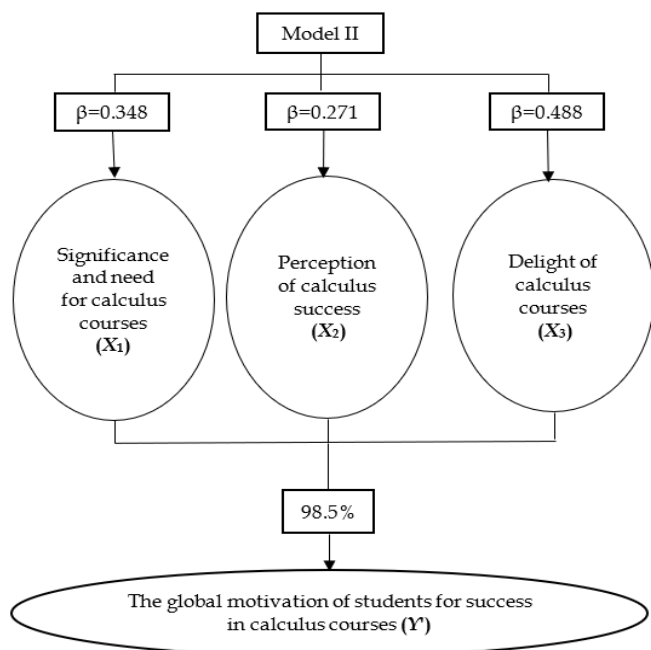 Model II
β=0.348
β=0.271
β=0.488
Significance
and need
for calculus
courses
(X₁)
Perception
of calculus
success
(X₂)
Delight of
calculus
courses
(X₃)
98.5%
The global motivation of students for success
in calculus courses (Y)